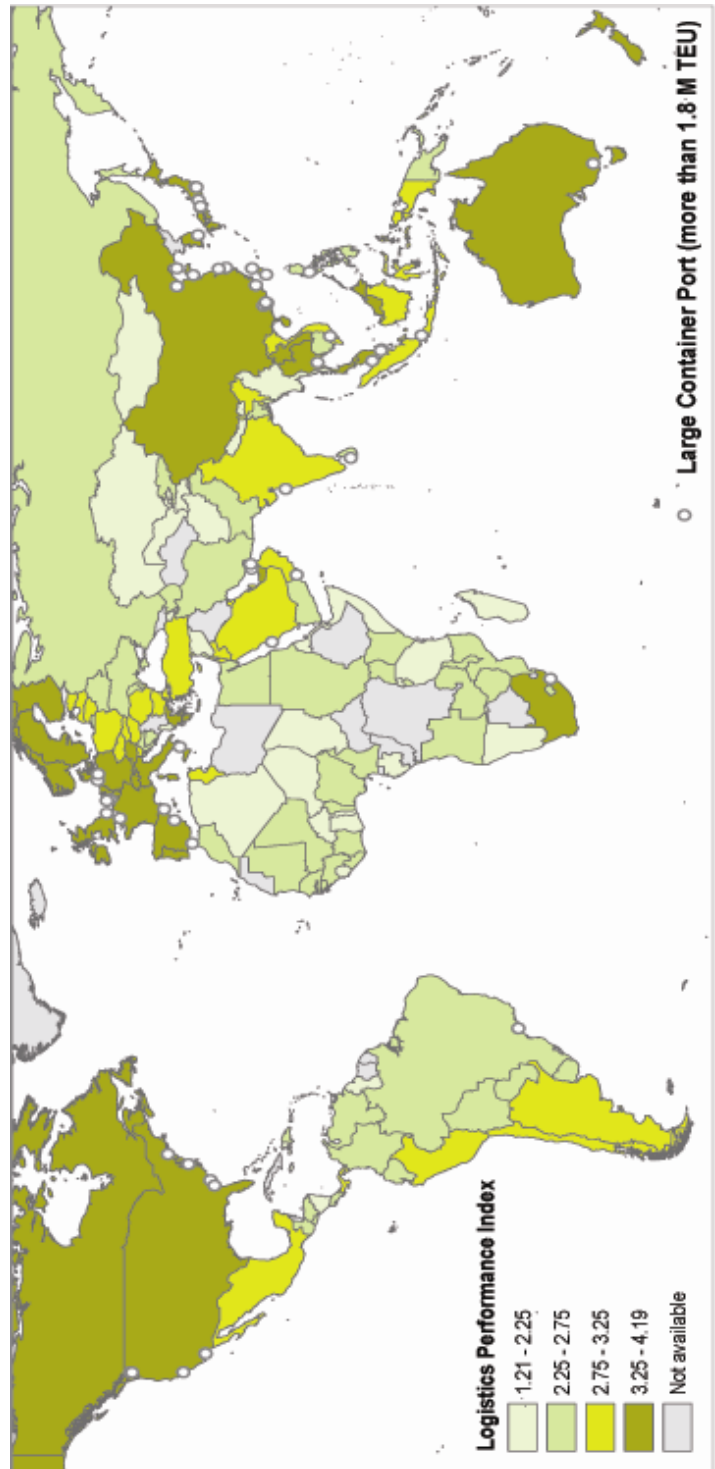 Logistics Performance Index
1.21 - 2.25
2.25 - 2.75
2.75 - 3.25
3.25 - 4.19
Not available
Large Container Port (more than 1.8 M TEU)